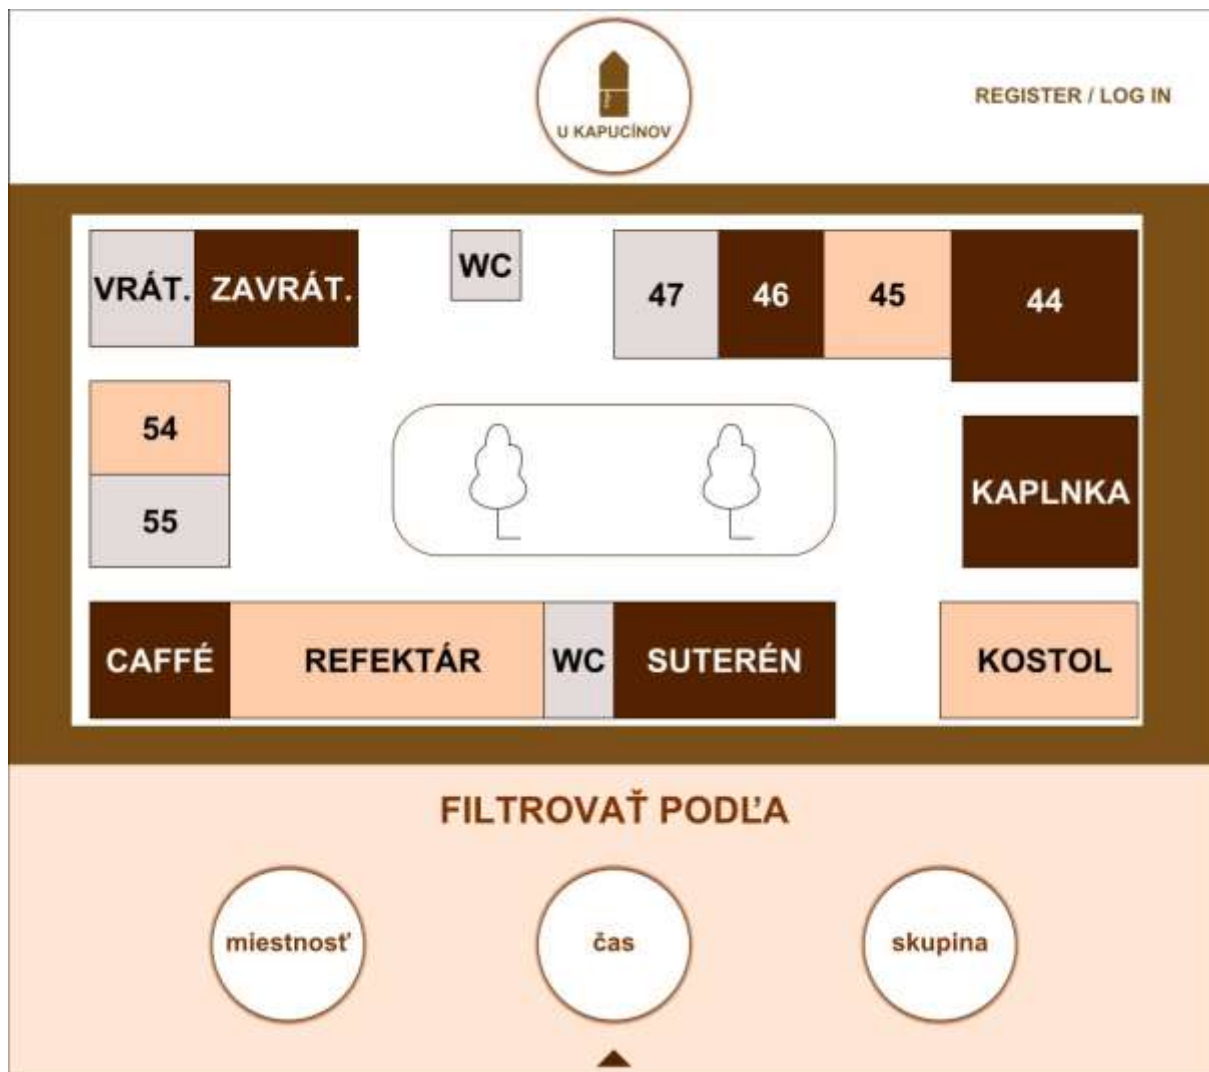 U KAPUCÍNOV
REGISTER / LOG IN
VRÁT. ZAVRÁT.
WC
47 46 45 44
54
55
KAPLNKA
CAFFÉ REFEKTÁR WC SUTERÉN KOSTOL
FILTROVAŤ PODĽA
miestnosť čas skupina